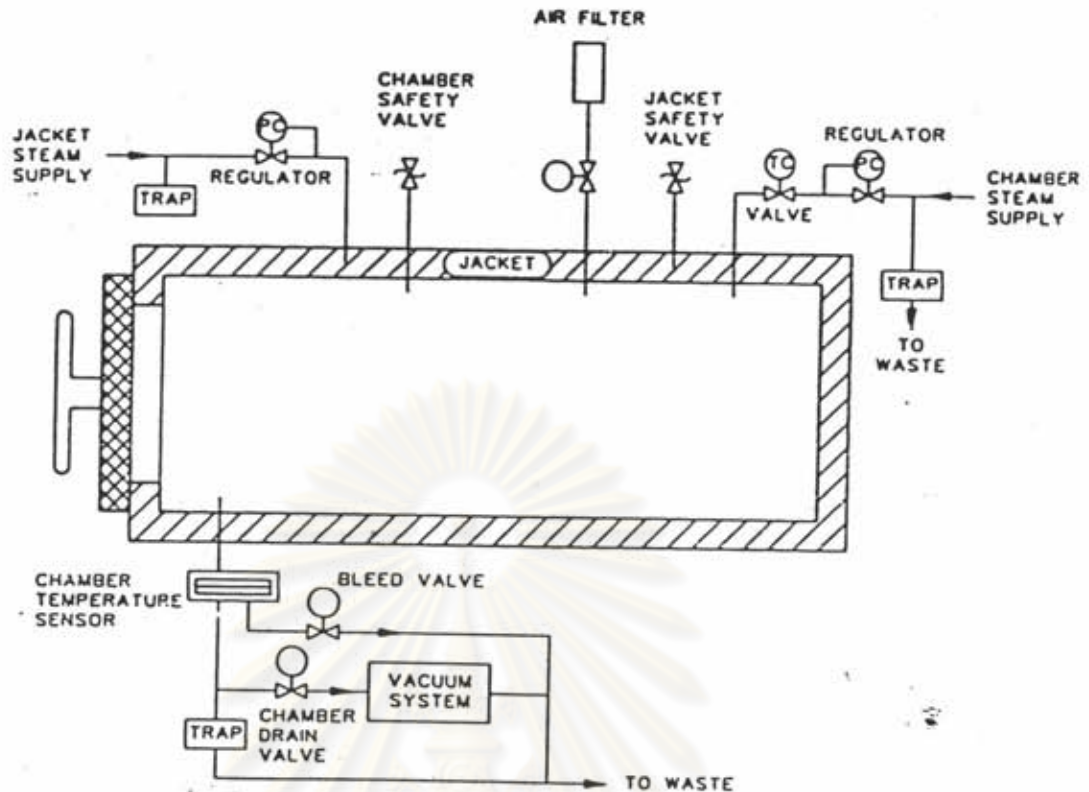 AIR FILTER
CHAMBER
SAFETY
VALVE
JACKET
SAFETY
VALVE
REGULATOR
JACKET
STEAM
SUPPLY
PC
REGULATOR
TRAP
TC
VALVE
PC
CHAMBER
STEAM
SUPPLY
JACKET
TRAP
TO
WASTE
CHAMBER
TEMPERATURE
SENSOR
BLEED VALVE
VACUUM
SYSTEM
CHAMBER
DRAIN
VALVE
TRAP
TO WASTE